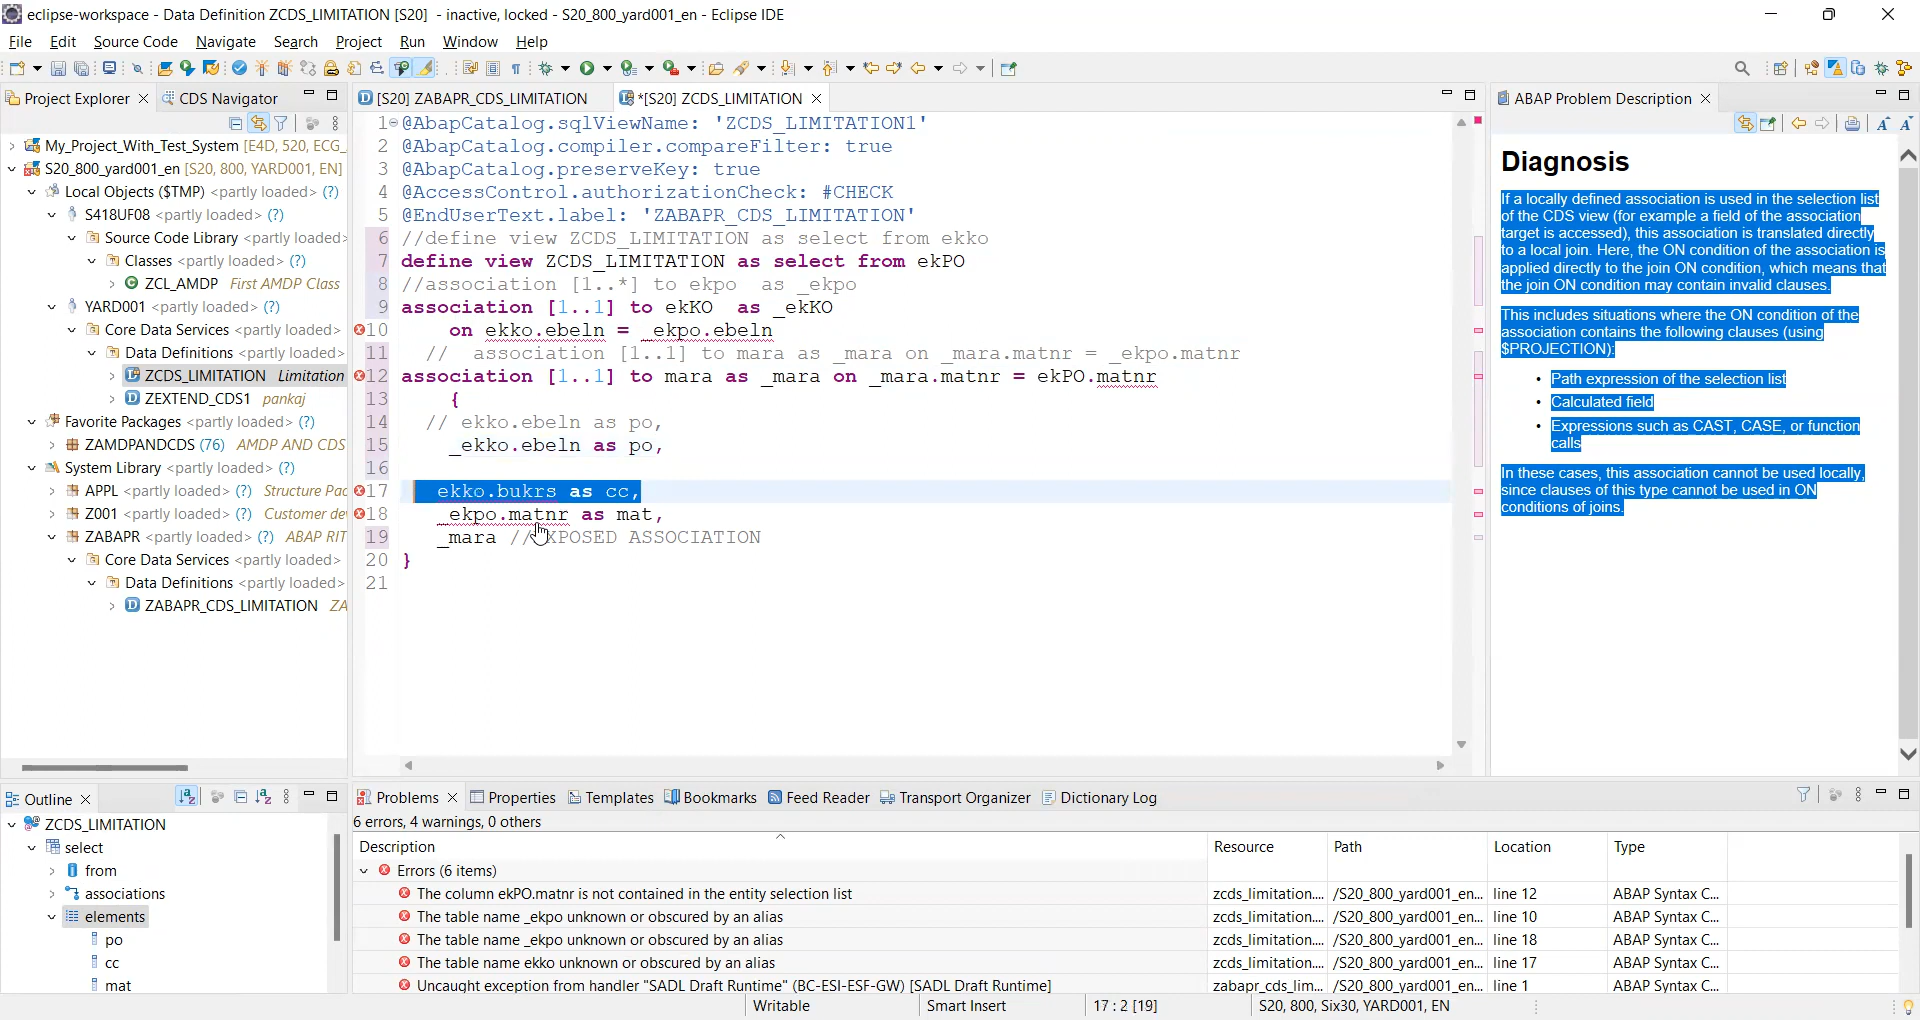 eclipse-workspace - Data Definition ZCDS_LIMITATION [S20]  - inactive, locked - S20_800_yard001_en - Eclipse IDE
File Edit Source Code Navigate Search Project Run Window Help
Project Explorer CDS Navigator
My_Project_With_Test_System [E4D, 520, ECG_
S20_800_yard001_en [S20, 800, YARD001, EN]
Local Objects ($TMP) <partly loaded> (?)
S418UF08 <partly loaded> (?)
Source Code Library <partly loaded>
Classes <partly loaded> (?)
ZCL_AMDP First AMDP Class
YARD001 <partly loaded> (?)
Core Data Services <partly loaded>
Data Definitions <partly loaded>
ZCDS_LIMITATION Limitation
ZEXTEND_CDS1 pankaj
Favorite Packages <partly loaded> (?)
ZAMDPANDCDS (76) AMDP AND CDS
System Library <partly loaded> (?)
APPL <partly loaded> (?) Structure Pac
Z001 <partly loaded> (?) Customer de
ZABAPR <partly loaded> (?) ABAP RIT
Core Data Services <partly loaded>
Data Definitions <partly loaded>
ZABAPR_CDS_LIMITATION ZA
[S20] ZABAPR_CDS_LIMITATION *[S20] ZCDS_LIMITATION
1 @AbapCatalog.sqlViewName: 'ZCDS_LIMITATION1'
2 @AbapCatalog.compiler.compareFilter: true
3 @AbapCatalog.preserveKey: true
4 @AccessControl.authorizationCheck: #CHECK
5 @EndUserText.label: 'ZABAPR_CDS_LIMITATION'
6 //define view ZCDS_LIMITATION as select from ekko
7 define view ZCDS_LIMITATION as select from ekPO
8 //association [1..*] to ekpo  as _ekpo
9 association [1..1] to ekKO  as _ekKO
10 on ekko.ebeln = _ekpo.ebeln
11 //  association [1..1] to mara as _mara on _mara.matnr = _ekpo.matnr
12 association [1..1] to mara as _mara on _mara.matnr = ekPO.matnr
13 {
14 // ekko.ebeln as po,
15 _ekko.ebeln as po,
16
17 ekko.bukrs as cc,
18 _ekpo.matnr as mat,
19 _mara //EXPOSED ASSOCIATION
20 }
21
ABAP Problem Description
Diagnosis
If a locally defined association is used in the selection list
of the CDS view (for example a field of the association
target is accessed), this association is translated directly
to a local join. Here, the ON condition of the association is
applied directly to the join ON condition, which means that
the join ON condition may contain invalid clauses.
This includes situations where the ON condition of the
association contains the following clauses (using
$PROJECTION):
• Path expression of the selection list
• Calculated field
• Expressions such as CAST, CASE, or function
calls
In these cases, this association cannot be used locally,
since clauses of this type cannot be used in ON
conditions of joins.
Outline
ZCDS_LIMITATION
select
from
associations
elements
po
cc
mat
Problems Properties Templates Bookmarks Feed Reader Transport Organizer Dictionary Log
6 errors, 4 warnings, 0 others
Description Resource Path Location Type
Errors (6 items)
The column ekPO.matnr is not contained in the entity selection list zcds_limitation.... /S20_800_yard001_en... line 12 ABAP Syntax C...
The table name _ekpo unknown or obscured by an alias zcds_limitation.... /S20_800_yard001_en... line 10 ABAP Syntax C...
The table name _ekpo unknown or obscured by an alias zcds_limitation.... /S20_800_yard001_en... line 18 ABAP Syntax C...
The table name ekko unknown or obscured by an alias zcds_limitation.... /S20_800_yard001_en... line 17 ABAP Syntax C...
Uncaught exception from handler "SADL Draft Runtime" (BC-ESI-ESF-GW) [SADL Draft Runtime] zabapr_cds_lim... /S20_800_yard001_en... line 1 ABAP Syntax C...
Writable Smart Insert 17 : 2 [19] S20, 800, Six30, YARD001, EN